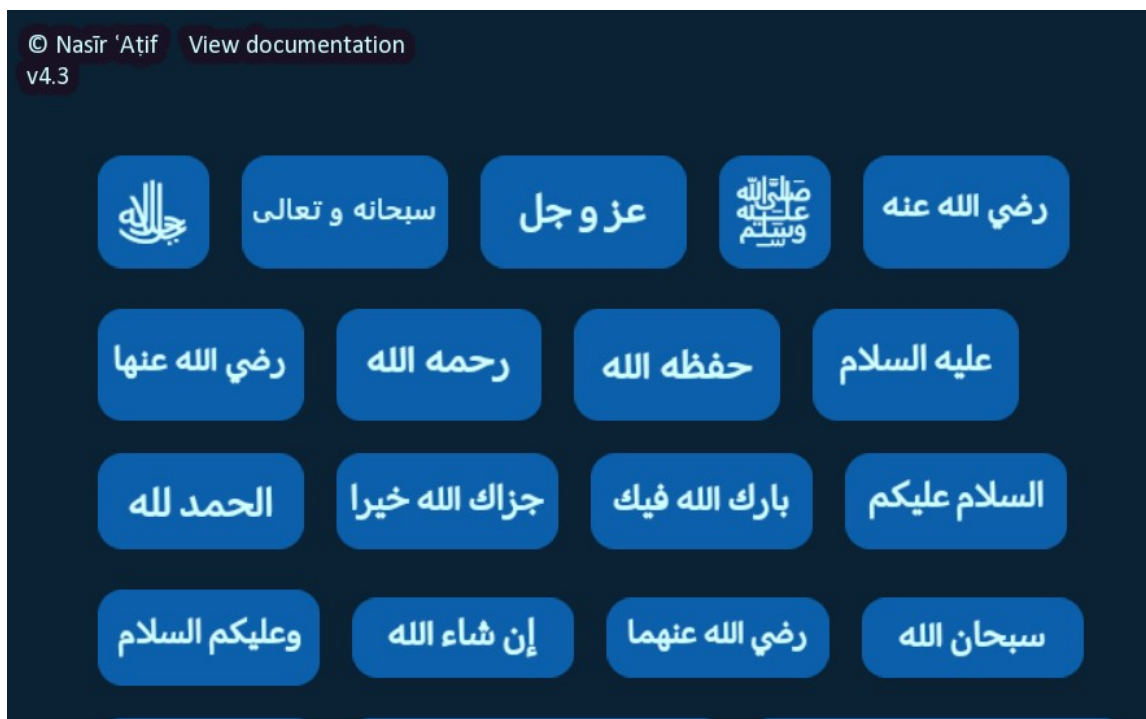 © Nasīr ‘Aṭif View documentation
v4.3
ﷻ
سبحانه و تعالى
عز و جل
ﷺ
رضي الله عنه
رضي الله عنها
رحمه الله
حفظه الله
عليه السلام
الحمد لله
جزاك الله خيرا
بارك الله فيك
السلام عليكم
وعليكم السلام
إن شاء الله
رضي الله عنهما
سبحان الله